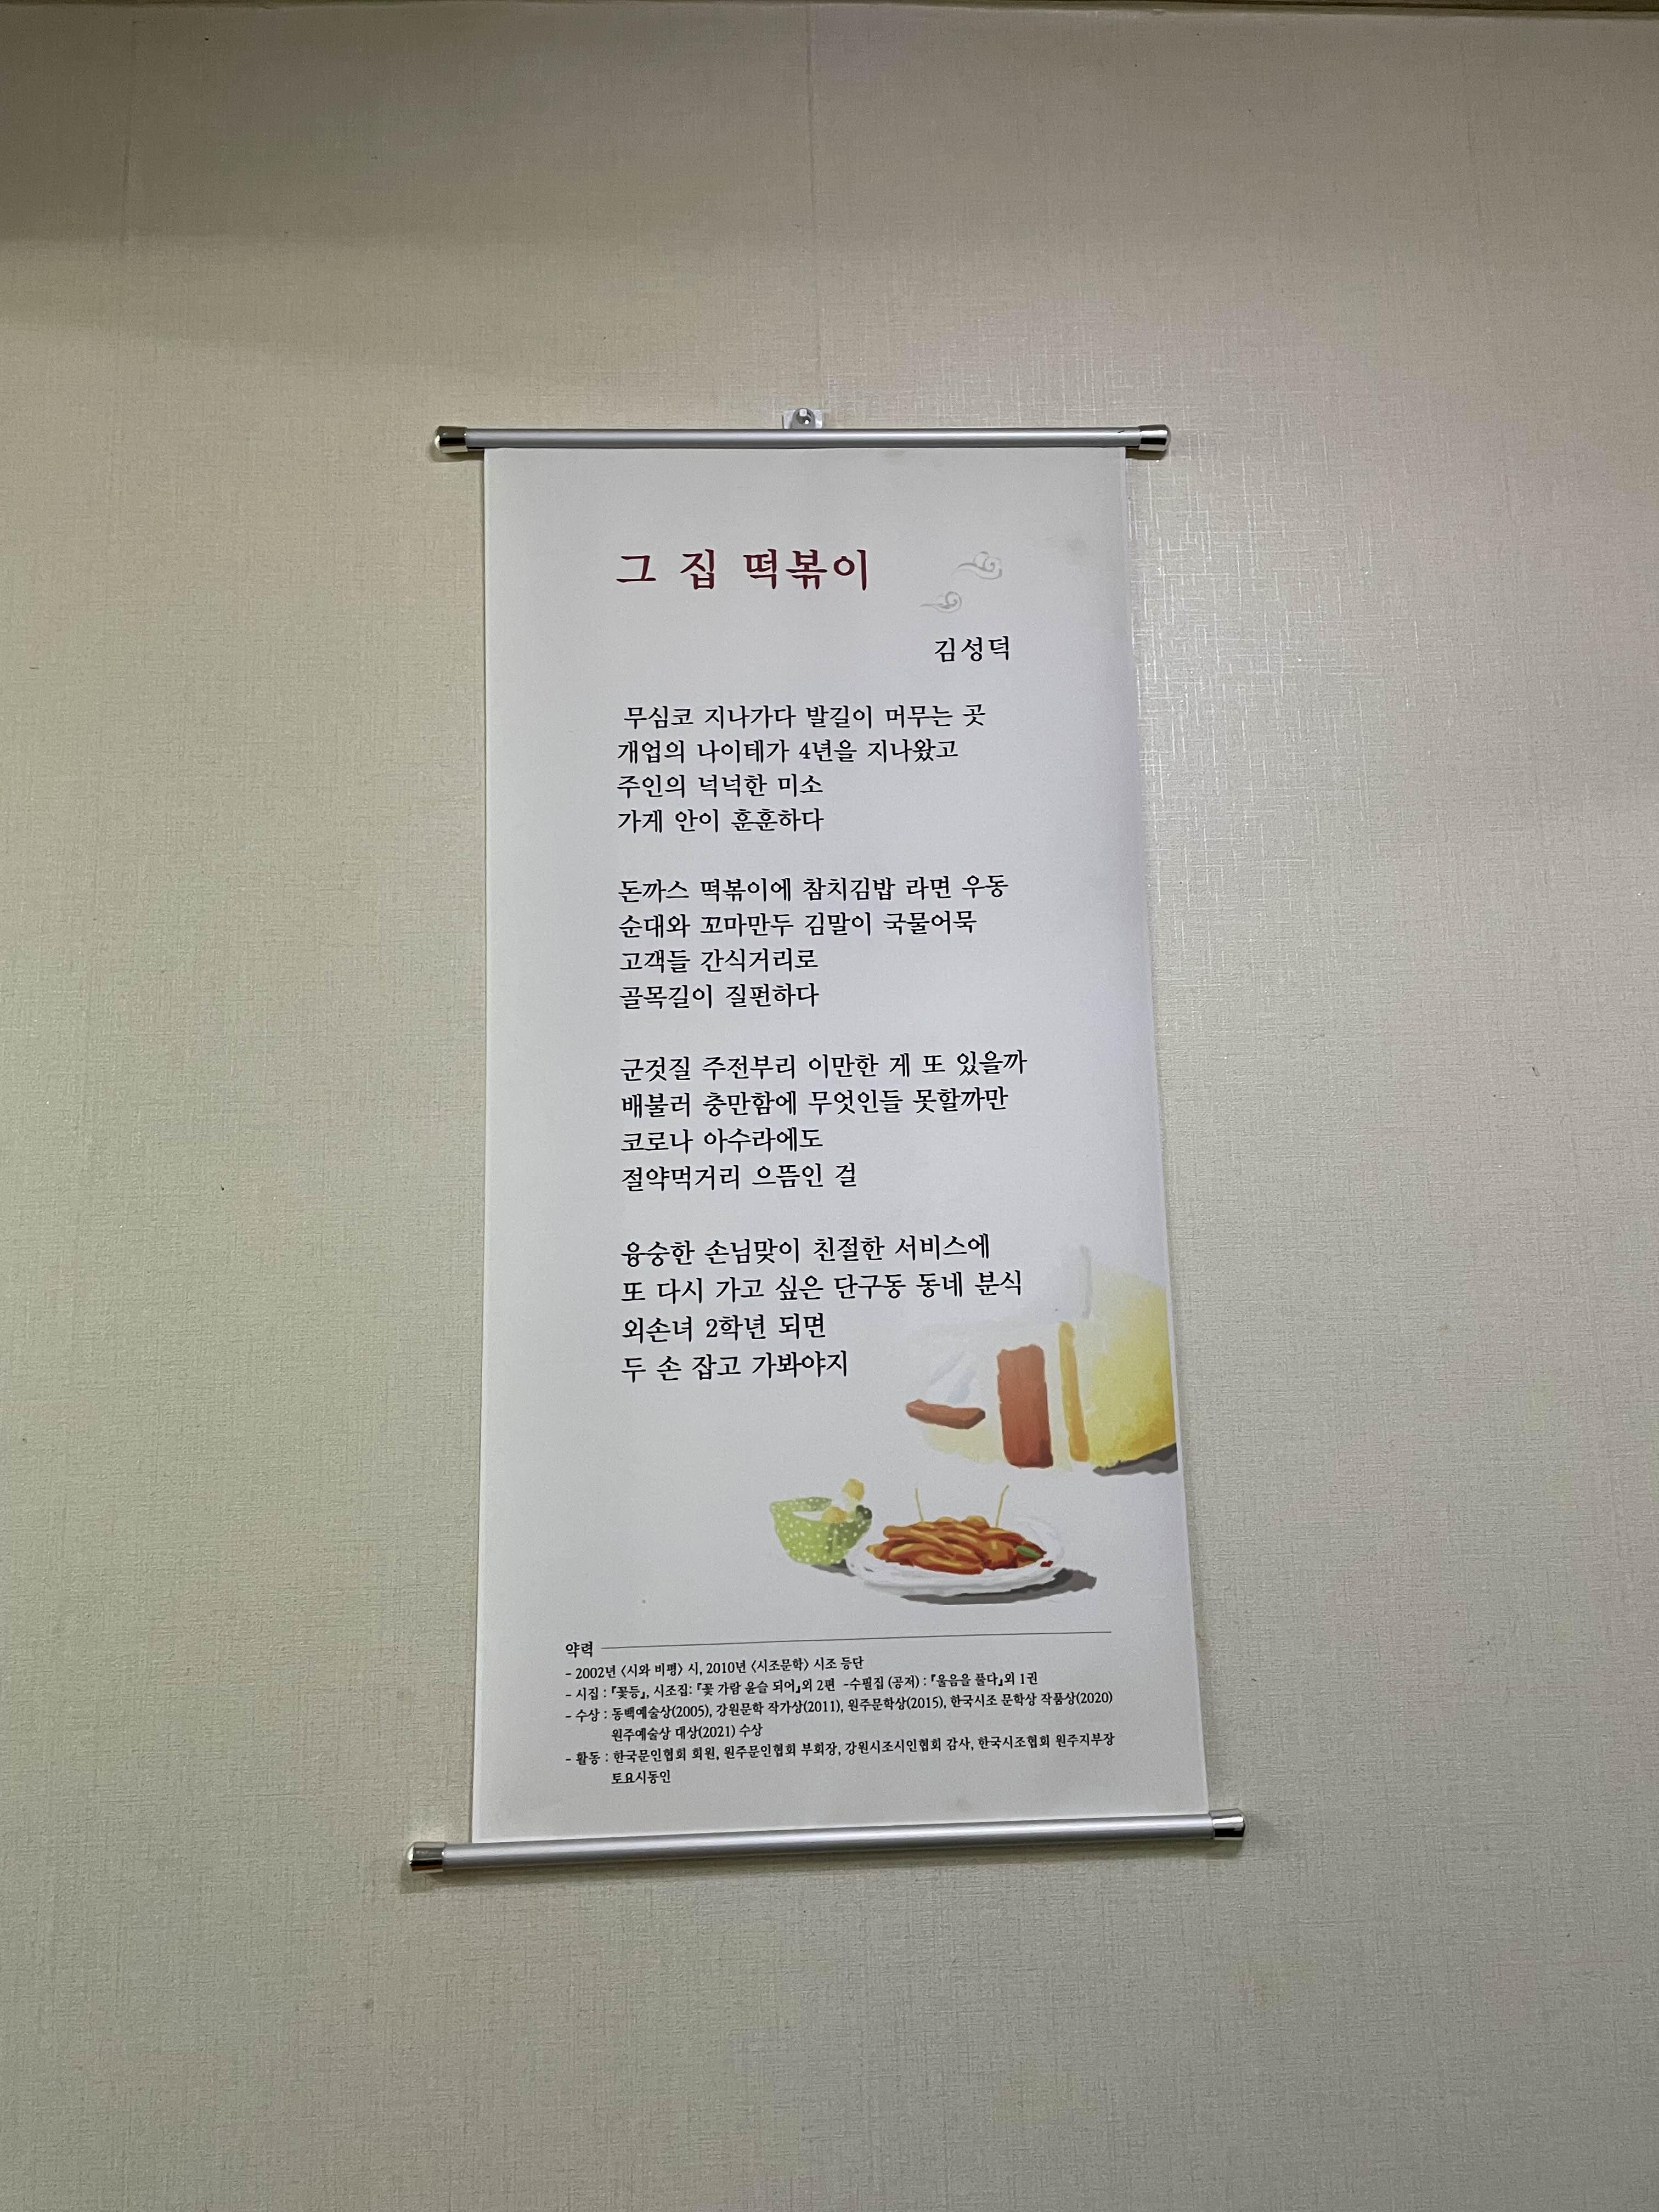 그 집 떡볶이
김성덕
무심코 지나가다 발길이 머무는 곳
개업의 나이테가 4년을 지나왔고
주인의 넉넉한 미소
가게 안이 훈훈하다
돈까스 떡볶이에 참치김밥 라면 우동
순대와 꼬마만두 김말이 국물어묵
고객들 간식거리로
골목길이 질펀하다
군것질 주전부리 이만한 게 또 있을까
배불러 충만함에 무엇인들 못할까만
코로나 아수라에도
절약먹거리 으뜸인 걸
융숭한 손님맞이 친절한 서비스에
또 다시 가고 싶은 단구동 동네 분식
외손녀 2학년 되면
두 손 잡고 가봐야지
약력
- 2002년 〈시와 비평〉 시, 2010년 〈시조문학〉 시조 등단
- 시집 : 『꽃등』, 시조집: 『꽃 가람 윤슬 되어』외 2편 -수필집 (공저) : 『울음을 풀다』외 1권
- 수상 : 동백예술상(2005), 강원문학 작가상(2011), 원주문학상(2015), 한국시조 문학상 작품상(2020)
원주예술상 대상(2021) 수상
- 활동 : 한국문인협회 회원, 원주문인협회 부회장, 강원시조시인협회 감사, 한국시조협회 원주지부장
토요시동인